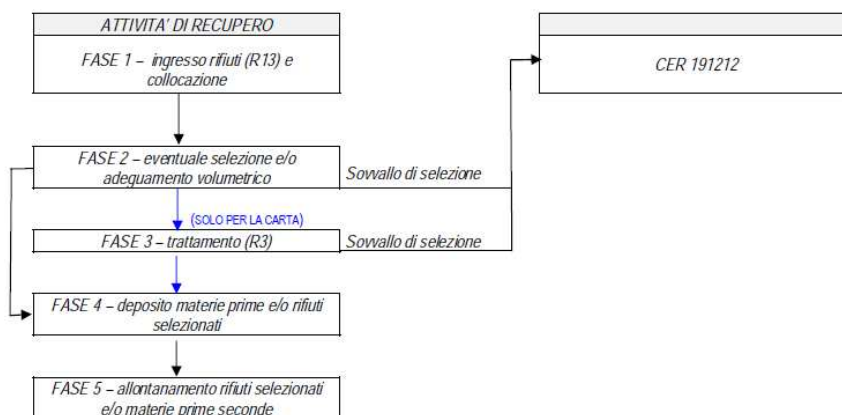 ATTIVITA' DI RECUPERO
FASE 1 – ingresso rifiuti (R13) e
collocazione
CER 191212
FASE 2 – eventuale selezione e/o
adeguamento volumetrico
Sovvallo di selezione
(SOLO PER LA CARTA)
FASE 3 – trattamento (R3)
Sovvallo di selezione
FASE 4 – deposito materie prime e/o rifiuti
selezionati
FASE 5 – allontanamento rifiuti selezionati
e/o materie prime seconde